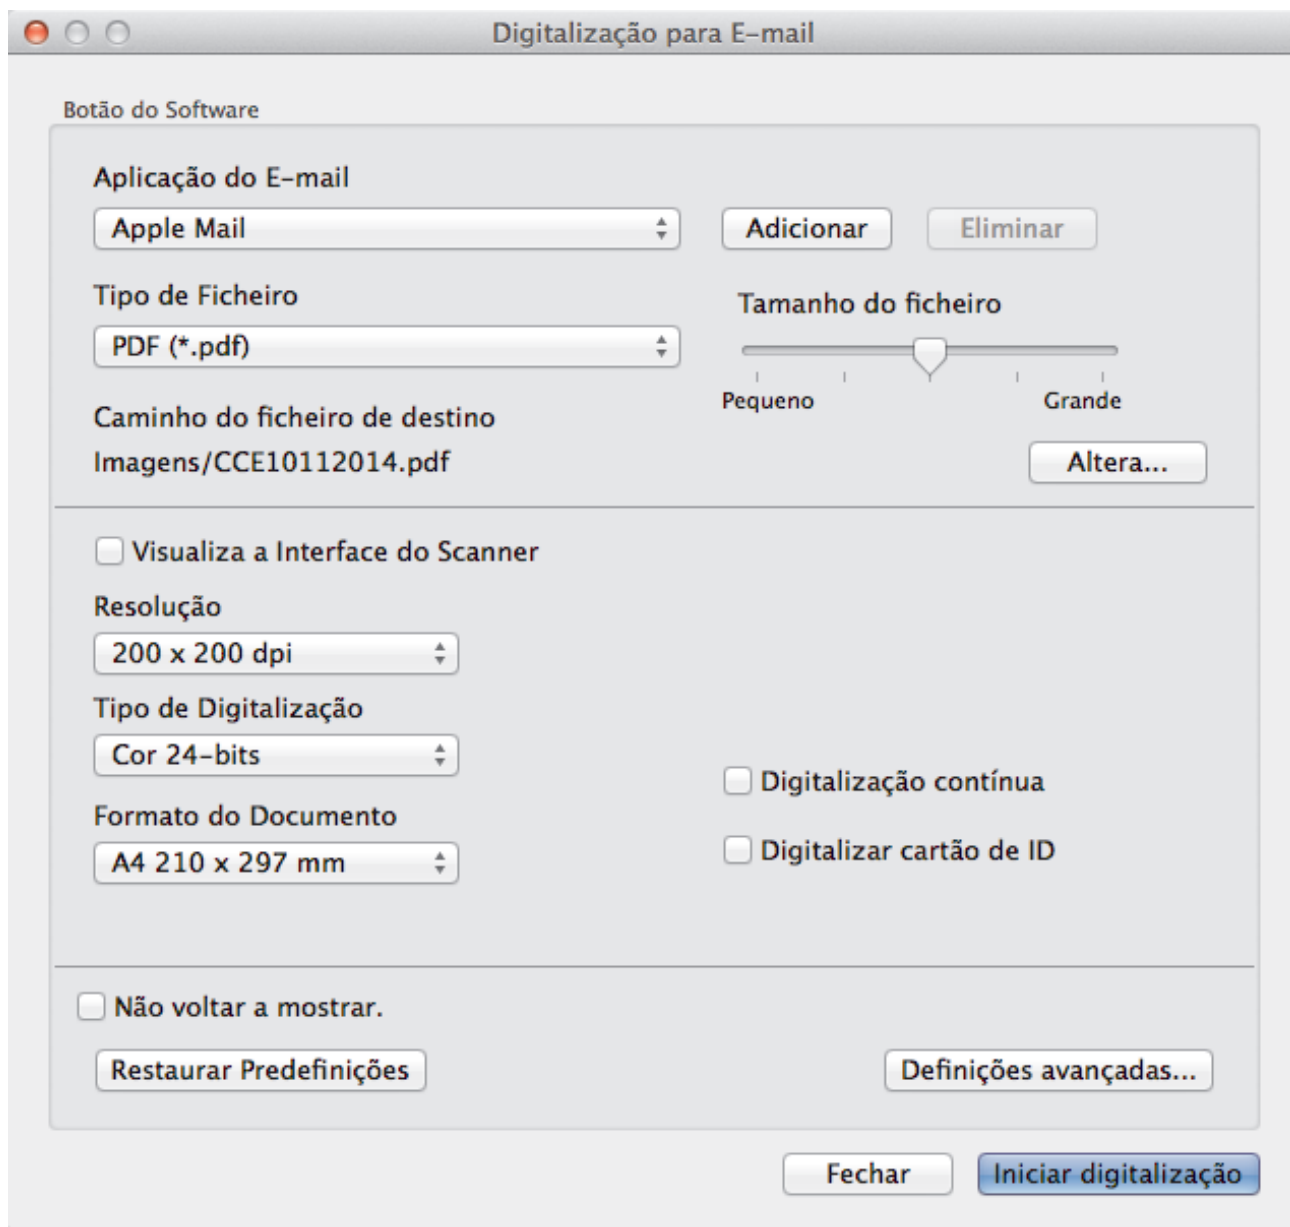 Digitalização para E-mail
Botão do Software
Aplicação do E-mail
Apple Mail
Adicionar
Eliminar
Tipo de Ficheiro
Tamanho do ficheiro
PDF (*.pdf)
Pequeno
Grande
Caminho do ficheiro de destino
Imagens/CCE10112014.pdf
Altera...
Visualiza a Interface do Scanner
Resolução
200 x 200 dpi
Tipo de Digitalização
Cor 24-bits
Digitalização contínua
Formato do Documento
A4 210 x 297 mm
Digitalizar cartão de ID
Não voltar a mostrar.
Restaurar Predefinições
Definições avançadas...
Fechar
Iniciar digitalização